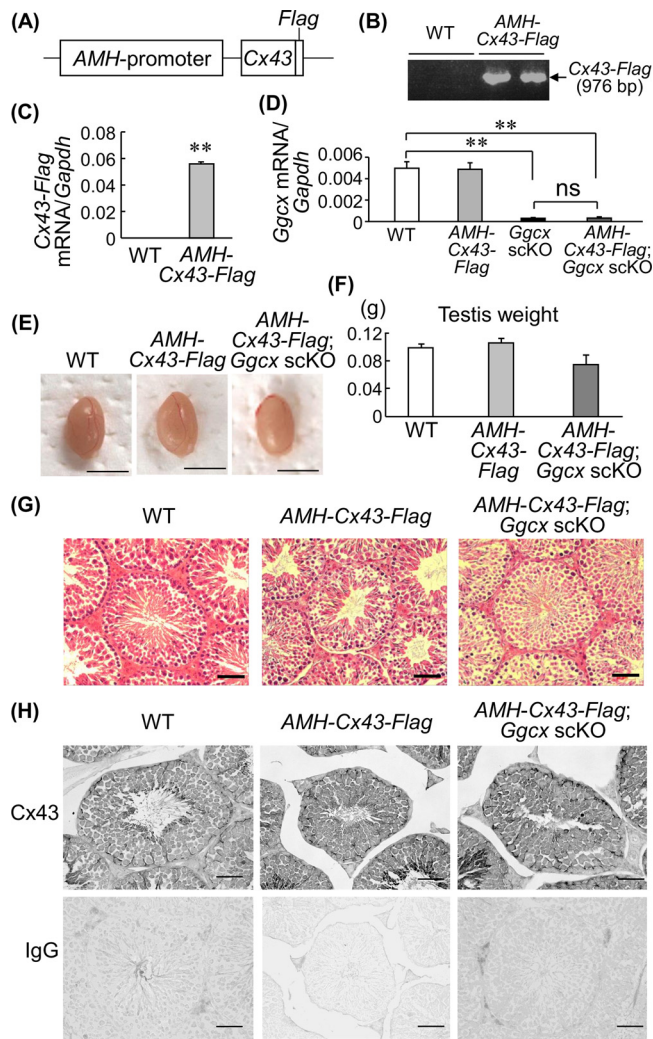 (A)
Flag
AMH-promoter
Cx43
(B)
WT
AMH-
Cx43-Flag
Cx43-Flag
(976 bp)
(C)
Cx43-Flag
mRNA/Gapdh
0.08
0.06
0.04
0.02
0
**
WT
AMH-
Cx43-Flag
(D)
Ggcx mRNA/
Gapdh
0.006
0.004
0.002
0
**
**
ns
WT
AMH-
Cx43-
Flag
Ggcx
scKO
AMH-
Cx43-Flag;
Ggcx scKO
(E)
WT
AMH-
Cx43-Flag
AMH-
Cx43-Flag;
Ggcx scKO
(F)
(g)
Testis weight
0.12
0.08
0.04
0
WT
AMH-
Cx43-
Flag
AMH-
Cx43-Flag;
Ggcx scKO
(G)
WT
AMH-Cx43-Flag
AMH-Cx43-Flag;
Ggcx scKO
(H)
WT
AMH-Cx43-Flag
AMH-Cx43-Flag;
Ggcx scKO
Cx43
IgG